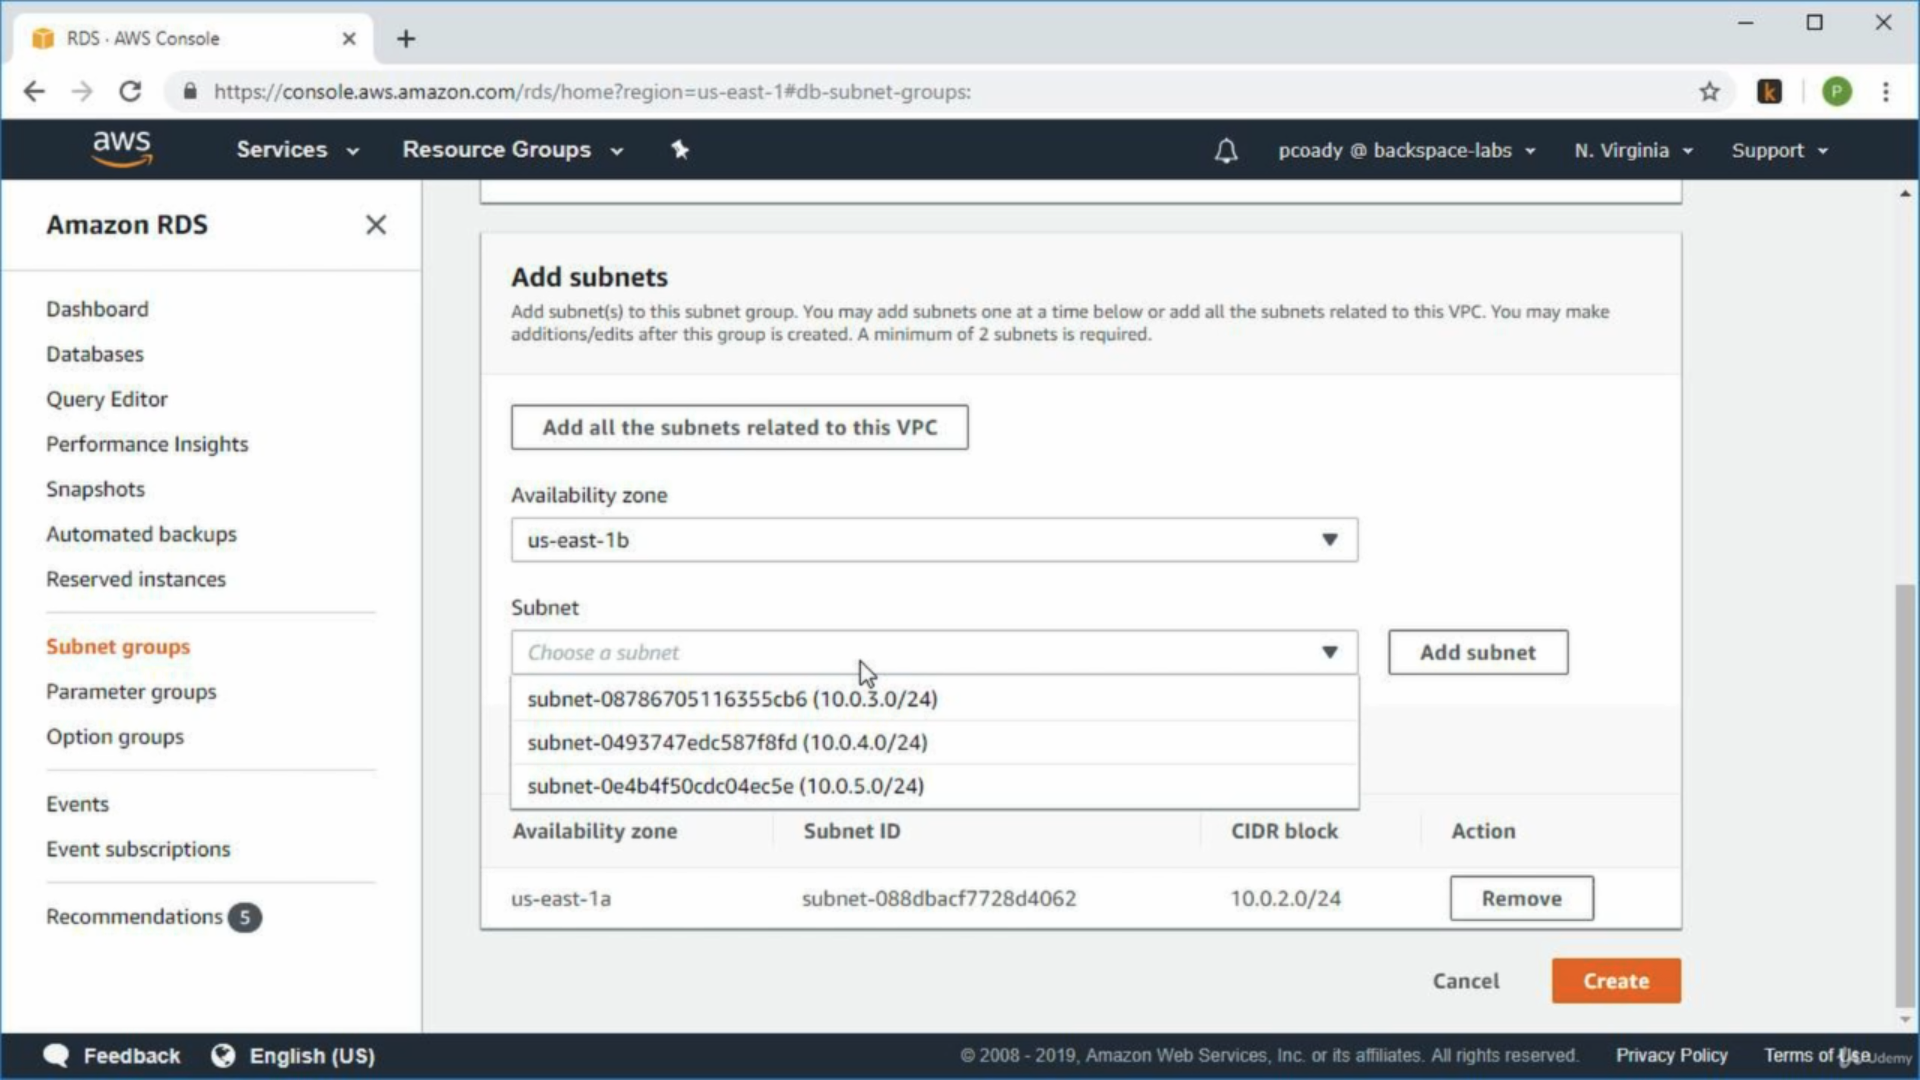 RDS - AWS Console
https://console.aws.amazon.com/rds/home?region=us-east-1#db-subnet-groups:
k
P
aws
Services
Resource Groups
pcoady @ backspace-labs
N. Virginia
Support
Amazon RDS
Dashboard
Databases
Query Editor
Performance Insights
Snapshots
Automated backups
Reserved instances
Subnet groups
Parameter groups
Option groups
Events
Event subscriptions
Recommendations 5
Add subnets
Add subnet(s) to this subnet group. You may add subnets one at a time below or add all the subnets related to this VPC. You may make
additions/edits after this group is created. A minimum of 2 subnets is required.
Add all the subnets related to this VPC
Availability zone
us-east-1b
Subnet
Choose a subnet
Add subnet
subnet-08786705116355cb6 (10.0.3.0/24)
subnet-0493747edc587f8fd (10.0.4.0/24)
subnet-0e4b4f50cdc04ec5e (10.0.5.0/24)
Availability zone Subnet ID CIDR block Action
us-east-1a subnet-088dbacf7728d4062 10.0.2.0/24 Remove
Cancel Create
Feedback English (US)
© 2008 - 2019, Amazon Web Services, Inc. or its affiliates. All rights reserved. Privacy Policy Terms of Use
Udemy